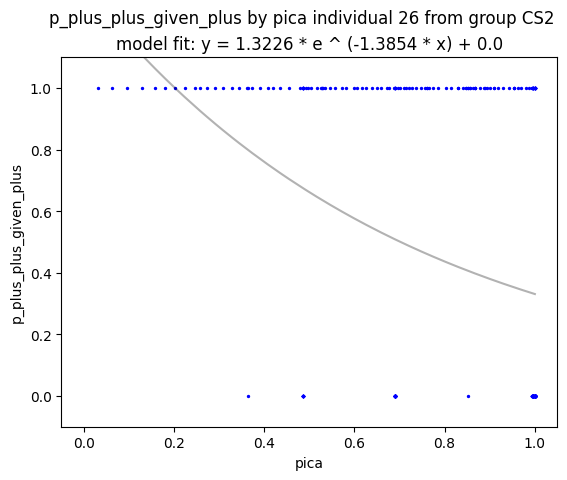 p_plus_plus_given_plus by pica individual 26 from group CS2
model fit: y = 1.3226 * e ^ (-1.3854 * x) + 0.0
p_plus_plus_given_plus
1.0
0.8
0.6
0.4
0.2
0.0
0.0 0.2 0.4 0.6 0.8 1.0
pica